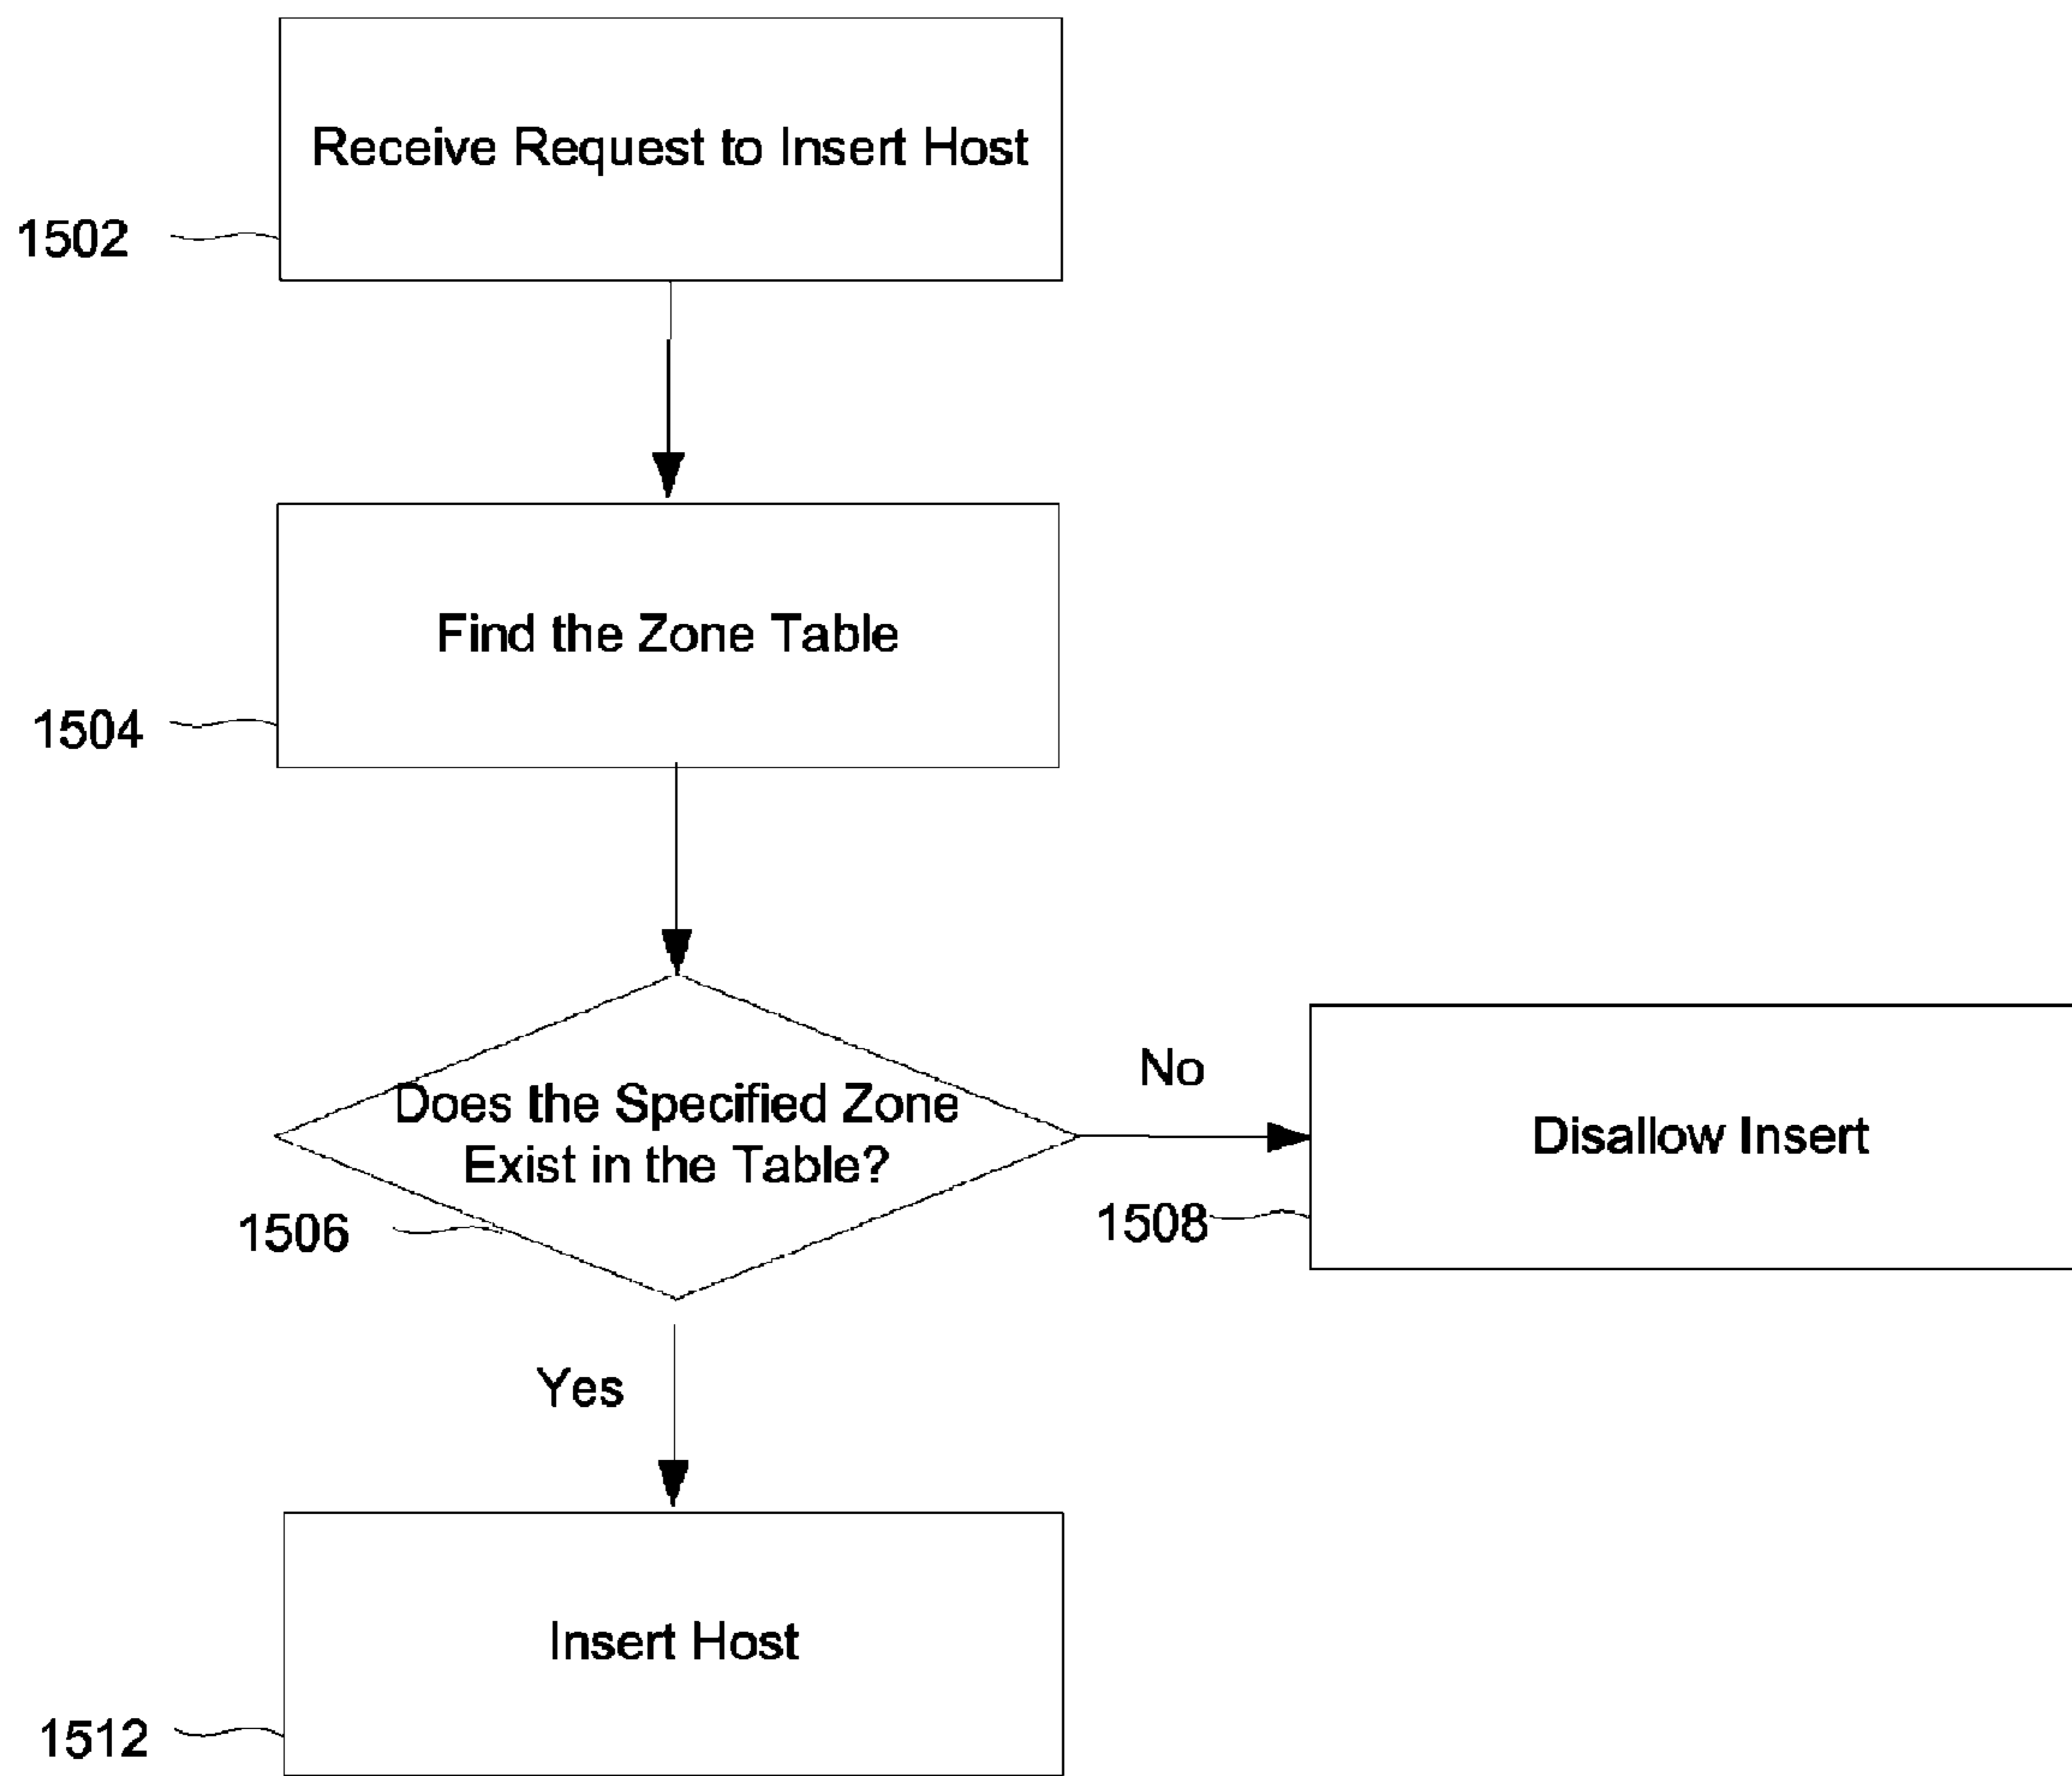 Receive Request to Insert Host
1502
Find the Zone Table
1504
Does the Specified Zone
Exist in the Table?
1506
No
Disallow Insert
1508
Yes
Insert Host
1512